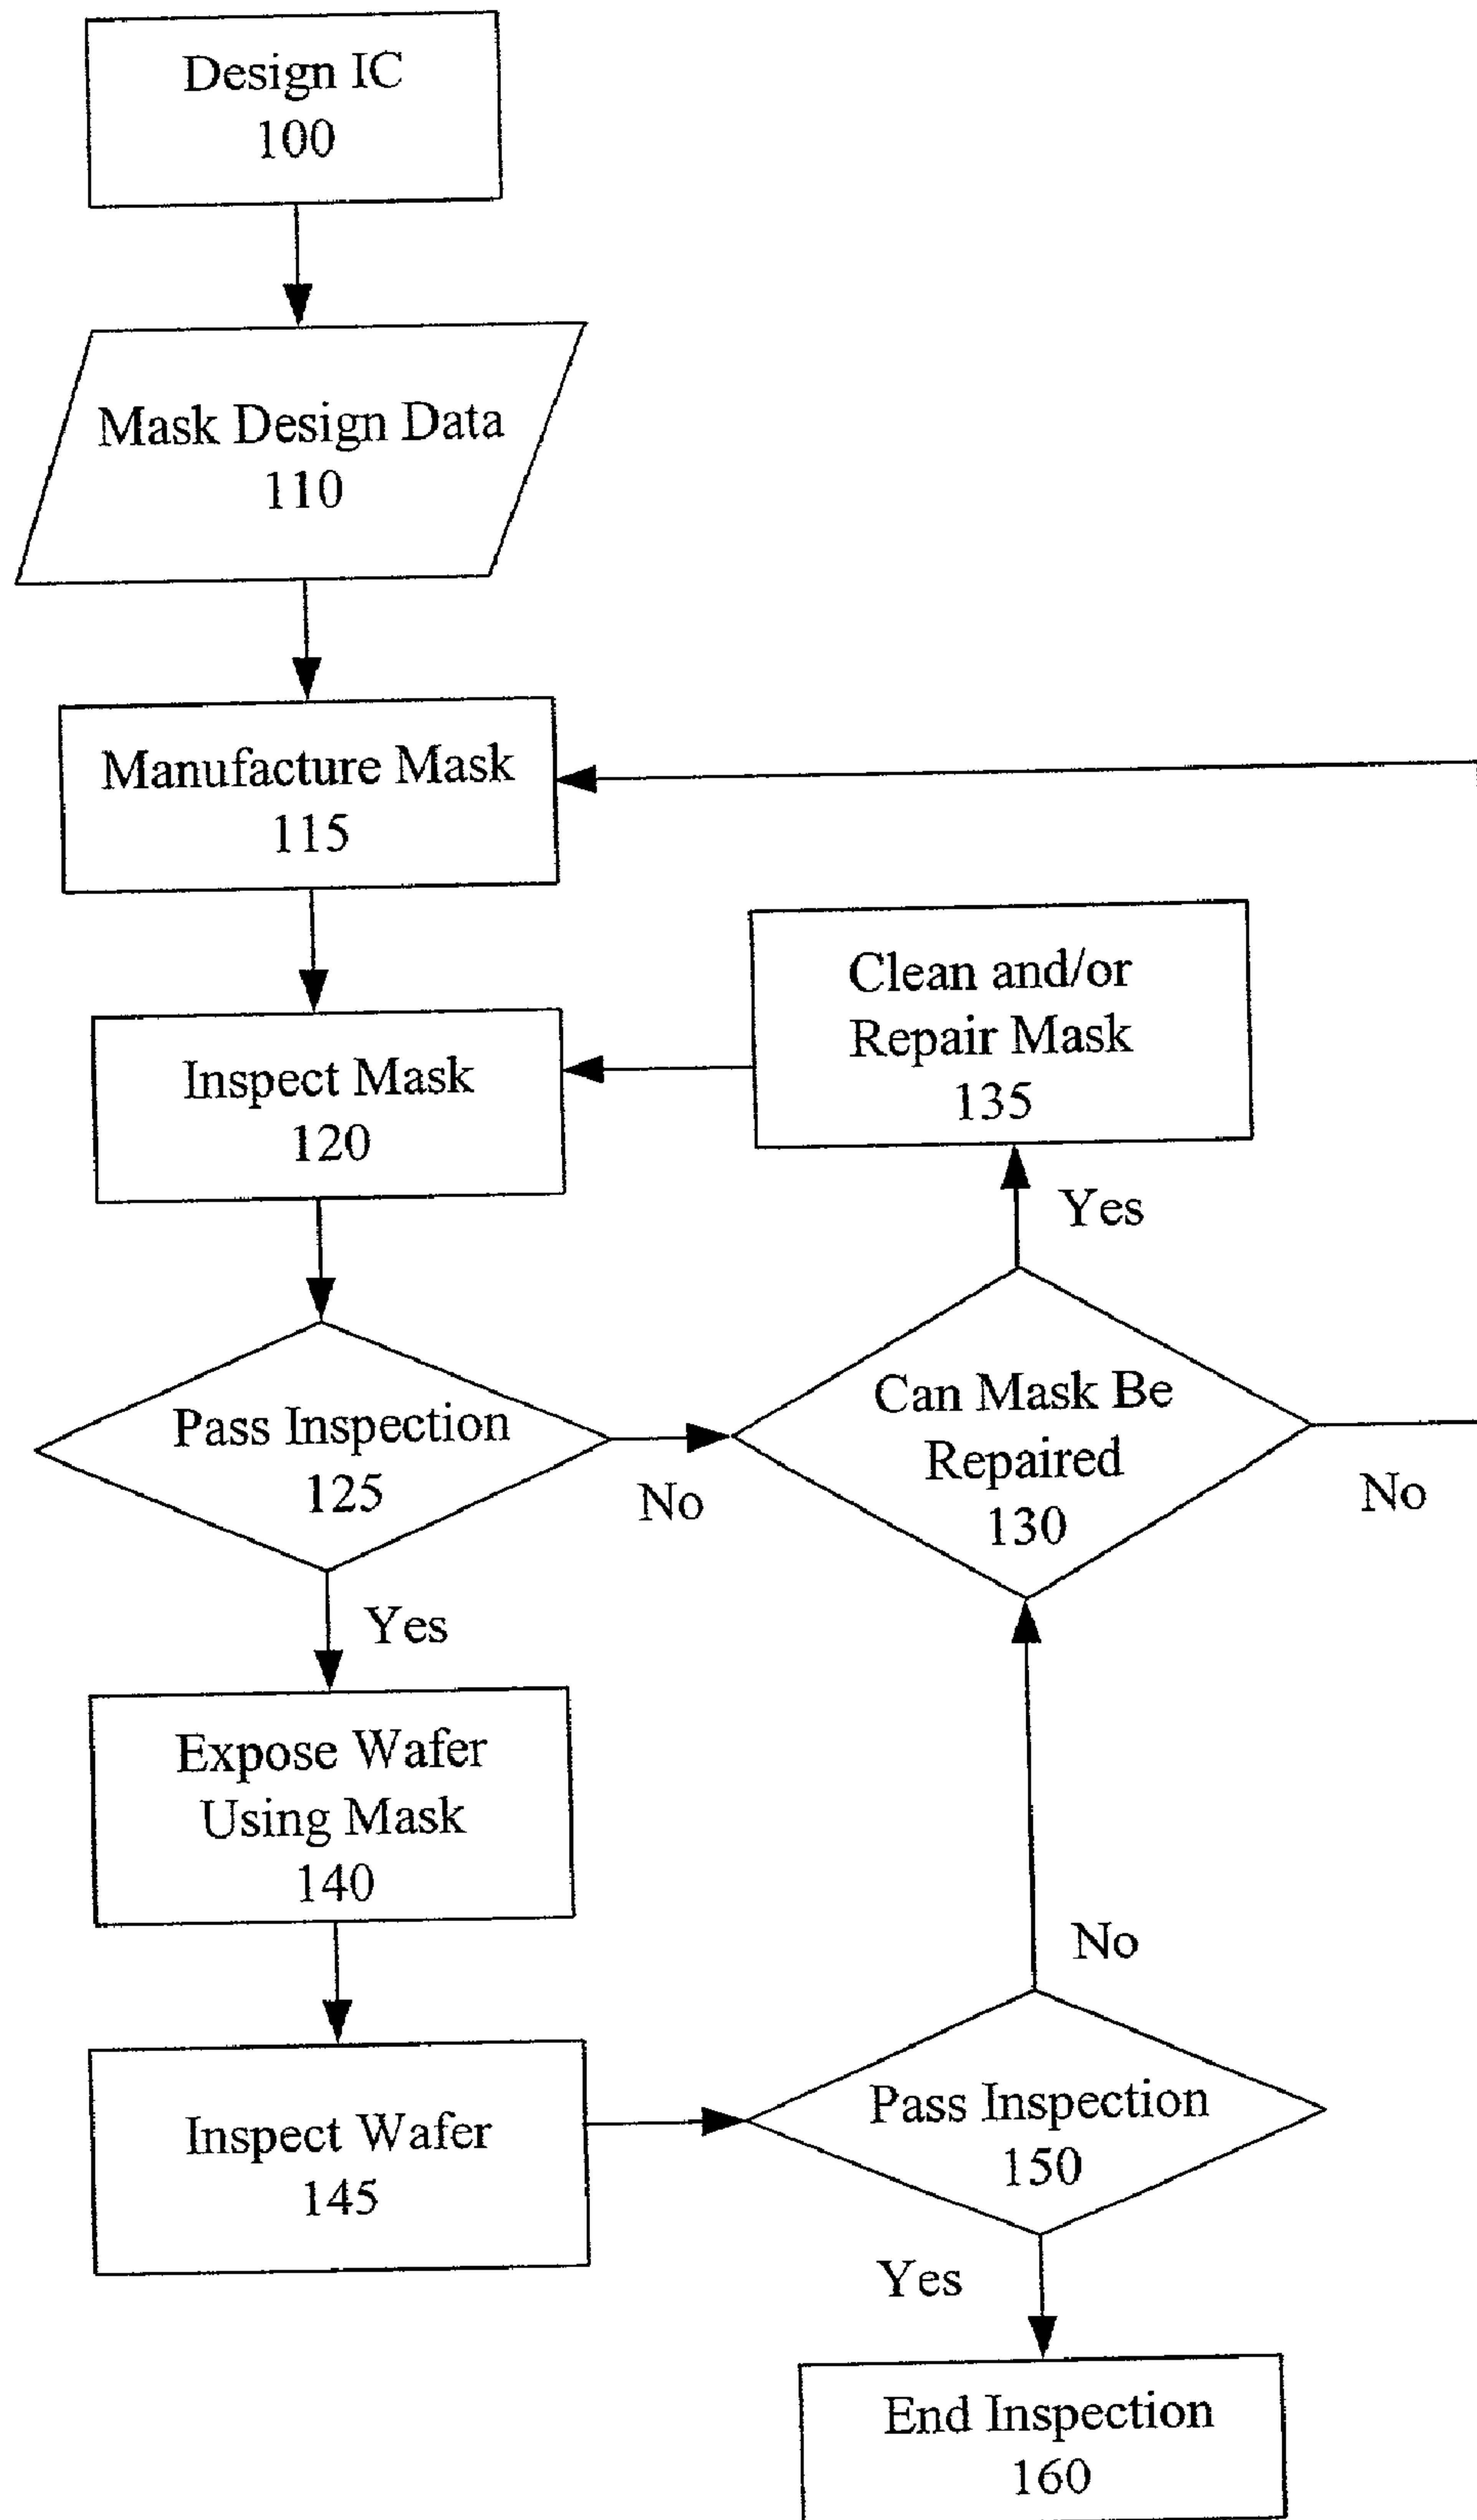 Design IC
100
Mask Design Data
110
Manufacture Mask
115
Clean and/or
Repair Mask
135
Inspect Mask
120
Yes
Can Mask Be
Repaired
130
Pass Inspection
125
No
No
Yes
Expose Wafer
Using Mask
140
No
Inspect Wafer
145
Pass Inspection
150
Yes
End Inspection
160